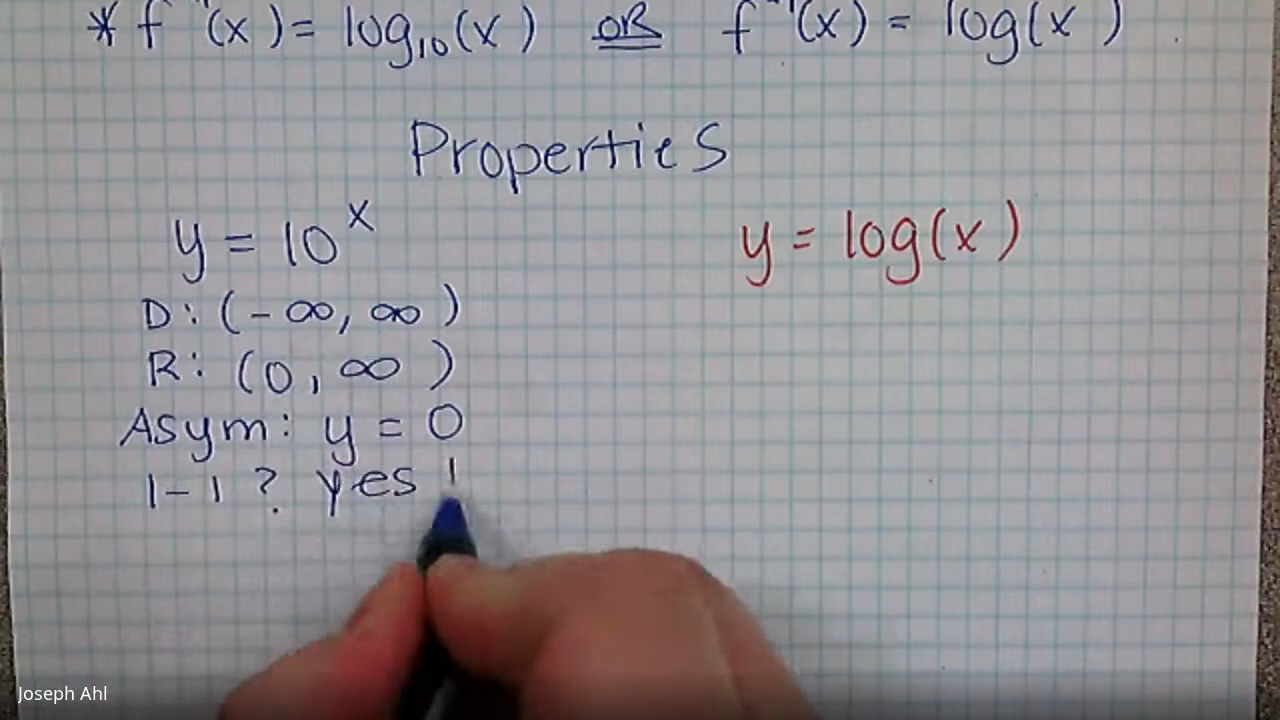 * f⁻¹(x) = log₁₀(x) OR f⁻¹(x) = log(x)
Properties
y = 10ˣ
D: (-∞, ∞)
R: (0, ∞)
Asym: y = 0
1-1 ? yes !
y = log(x)
Joseph Ahl